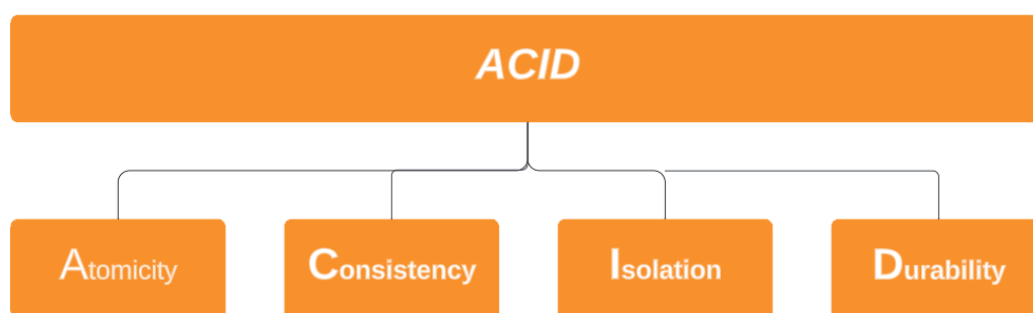 ACID
Atomicity
Consistency
Isolation
Durability